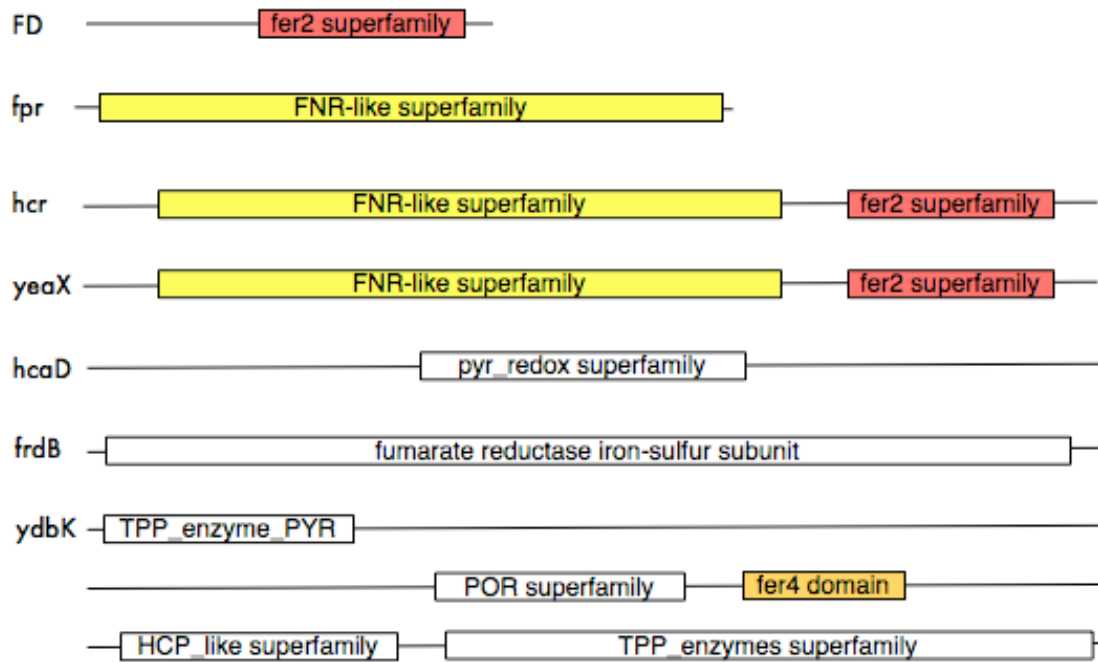 FD fer2 superfamily
fpr FNR-like superfamily
hcr FNR-like superfamily fer2 superfamily
yeaX FNR-like superfamily fer2 superfamily
hcaD pyr_redox superfamily
frdB fumarate reductase iron-sulfur subunit
ydbK TPP_enzyme_PYR
POR superfamily fer4 domain
HCP_like superfamily TPP_enzymes superfamily